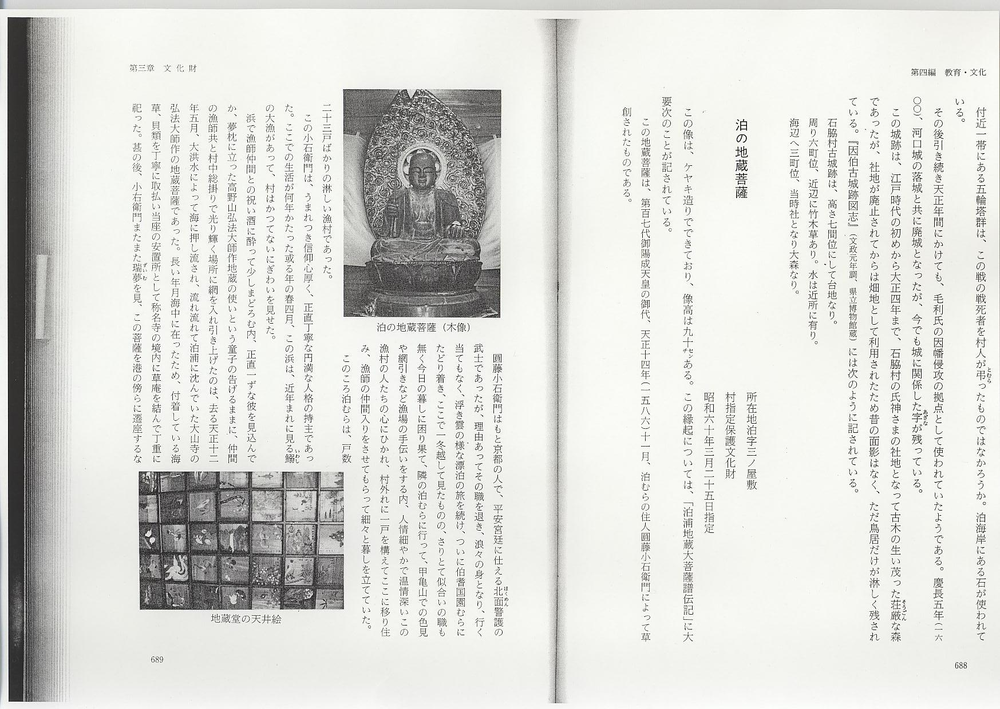 第四編　教育・文化
付近一帯にある五輪塔群は、この戦の戦死者を村人が弔ったものではなかろうか。泊海岸にある石が使われて
とむら
いる。
その後引き続き天正年間にかけても、毛利氏の因幡侵攻の拠点として使われていたようである。慶長五年（一六
〇〇）、河口城の落城と共に廃城となったが、今でも城に関係した字が残っている。
あざな
この城跡は、江戸時代の初めから大正四年まで、石脇村の氏神さまの社地となって古木の生い茂った荘厳な森
そうごん
であったが、社地が廃止されてからは畑地として利用されたため昔の面影はなく、ただ鳥居だけが淋しく残され
ている。『因伯古城跡図志』（文政元年調、県立博物館蔵）には次のように記されている。
石脇村古城跡は、高さ七間位にして台地なり。
周り六町位、近辺に竹木草あり。水は近所に有り。
海辺へ三町位、当時社となり大森なり。
泊の地蔵菩薩
所在地泊字三ノ屋敷
村指定保護文化財
昭和六十年三月二十五日指定
この像は、ケヤキ造りでできており、像高は九十センチある。この縁起については、「泊浦地蔵大菩薩譜伝記」に大
要次のことが記されている。
この地蔵菩薩は、第百七代御陽成天皇の御代、天正十四年（一五八六）十一月、泊むらの住人圓藤小石衛門によって草
創されたものである。
688
第三章　文化財
泊の地蔵菩薩（木像）
圓藤小石衛門はもと京都の人で、平安宮廷に仕える北面警護の
ほくめん
武士であったが、理由あってその職を退き、浪々の身となり、行く
当てもなく、浮き雲の様な漂泊の旅を続け、ついに伯耆国園むらに
たどり着き、ここで一冬越して見たものの、さりとて似合いの職も
無く今日の暮しに困り果て、隣の泊むらに行って、甲亀山での色見
や網引きなど漁場の手伝いをする内、人情細やかで温情深いこの
漁村の人たちの心にひかれ、村外れに一戸を構えてここに移り住
み、漁師の仲間入りをさせてもらって細々と暮しを立てていた。
このころ泊むらは、戸数
二十三戸ばかりの淋しい漁村であった。
この小石衛門は、うまれつき信仰心厚く、正直丁寧な円満な人格の持主であっ
た。ここでの生活が何年かたった或る年の春四月、この浜は、近年まれに見る鰯
いわし
の大漁があって、村はかつてないにぎわいを見せた。
浜で漁師仲間との祝い酒に酔って少しまどろむ内、正直一ずな彼を見込んで
か、夢枕に立った高野山弘法大師作地蔵の使いという童子の告げるままに、仲間
の漁師共と村中総掛りで光り輝く場所に網を入れ引き上げたのは、去る天正十二
年五月、大洪水によって海に押し流され、流れ流れて泊浦に沈んでいた大山寺の
弘法大師作の地蔵菩薩であった。長い年月海中に在ったため、付着している海
草、貝類を丁寧に取払い当座の安置所として称名寺の境内に草庵を結んで丁重に
祀った。甚の後、小右衛門またまた瑞夢を見、この菩薩を港の傍らに遷座するな
ずいむ
地蔵堂の天井絵
689